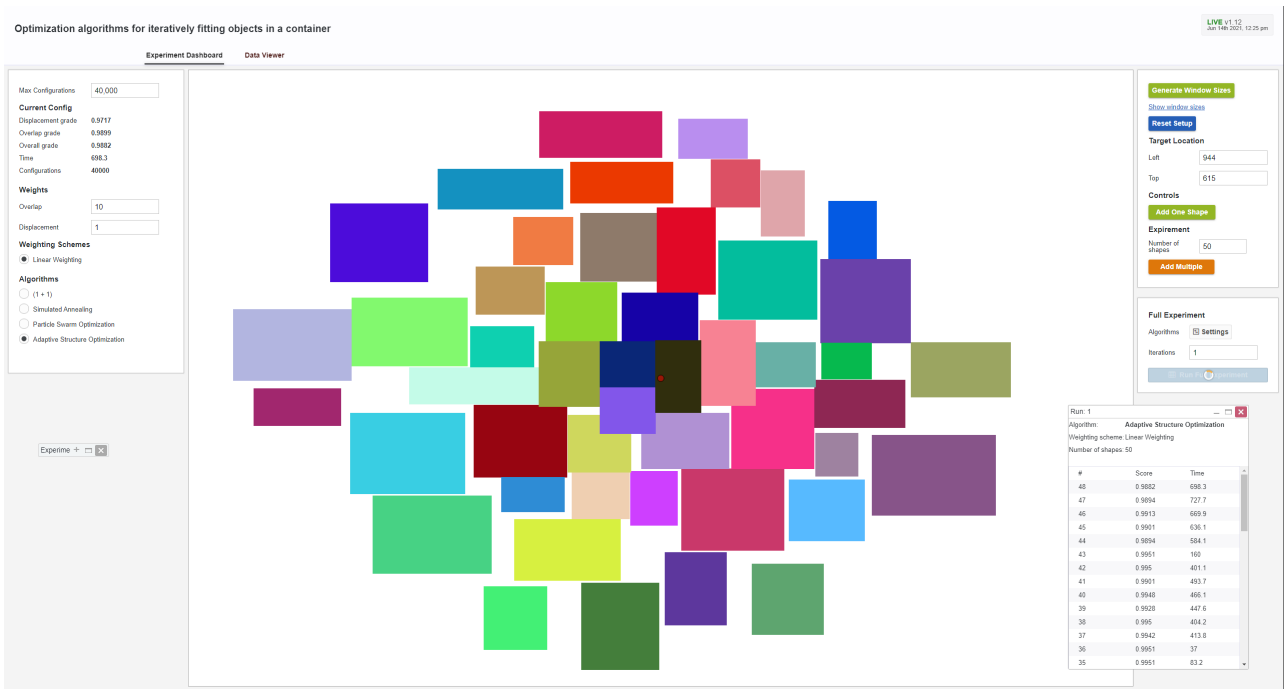 Optimization algorithms for iteratively fitting objects in a container
LIVE v1.12
Jun 14th 2021, 12:25 pm
Experiment Dashboard Data Viewer
Max Configurations 40,000
Current Config
Displacement grade 0.9717
Overlap grade 0.9899
Overall grade 0.9882
Time 698.3
Configurations 40000
Weights
Overlap 10
Displacement 1
Weighting Schemes
Linear Weighting
Algorithms
(1 + 1)
Simulated Annealing
Particle Swarm Optimization
Adaptive Structure Optimization
Experime
Generate Window Sizes
Show window sizes
Reset Setup
Target Location
Left 944
Top 615
Controls
Add One Shape
Expirement
Number of shapes 50
Add Multiple
Full Experiment
Algorithms Settings
Iterations 1
Run: 1
Algorithm: Adaptive Structure Optimization
Weighting scheme: Linear Weighting
Number of shapes: 50
# Score Time
48 0.9882 698.3
47 0.9894 727.7
46 0.9913 669.9
45 0.9901 636.1
44 0.9894 584.1
43 0.9951 160
42 0.995 401.1
41 0.9901 493.7
40 0.9948 466.1
39 0.9928 447.6
38 0.995 404.2
37 0.9942 413.8
36 0.9951 37
35 0.9951 83.2